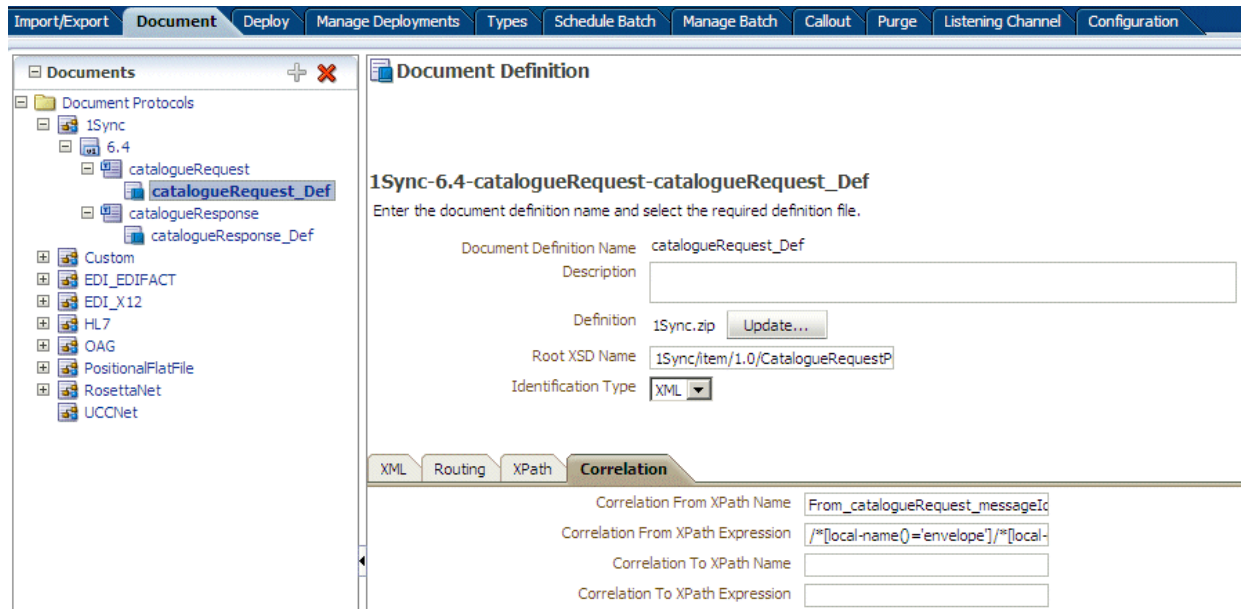 Import/Export Document Deploy Manage Deployments Types Schedule Batch Manage Batch Callout Purge Listening Channel Configuration
Documents
Document Protocols
1Sync
6.4
catalogueRequest
catalogueRequest_Def
catalogueResponse
catalogueResponse_Def
Custom
EDI_EDIFACT
EDI_X12
HL7
OAG
PositionalFlatFile
RosettaNet
UCCNet
Document Definition
1Sync-6.4-catalogueRequest-catalogueRequest_Def
Enter the document definition name and select the required definition file.
Document Definition Name catalogueRequest_Def
Description
Definition 1Sync.zip Update...
Root XSD Name 1Sync/item/1.0/CatalogueRequestP
Identification Type XML
XML Routing XPath Correlation
Correlation From XPath Name From_catalogueRequest_messageId
Correlation From XPath Expression /*[local-name()='envelope']/*[local-
Correlation To XPath Name
Correlation To XPath Expression